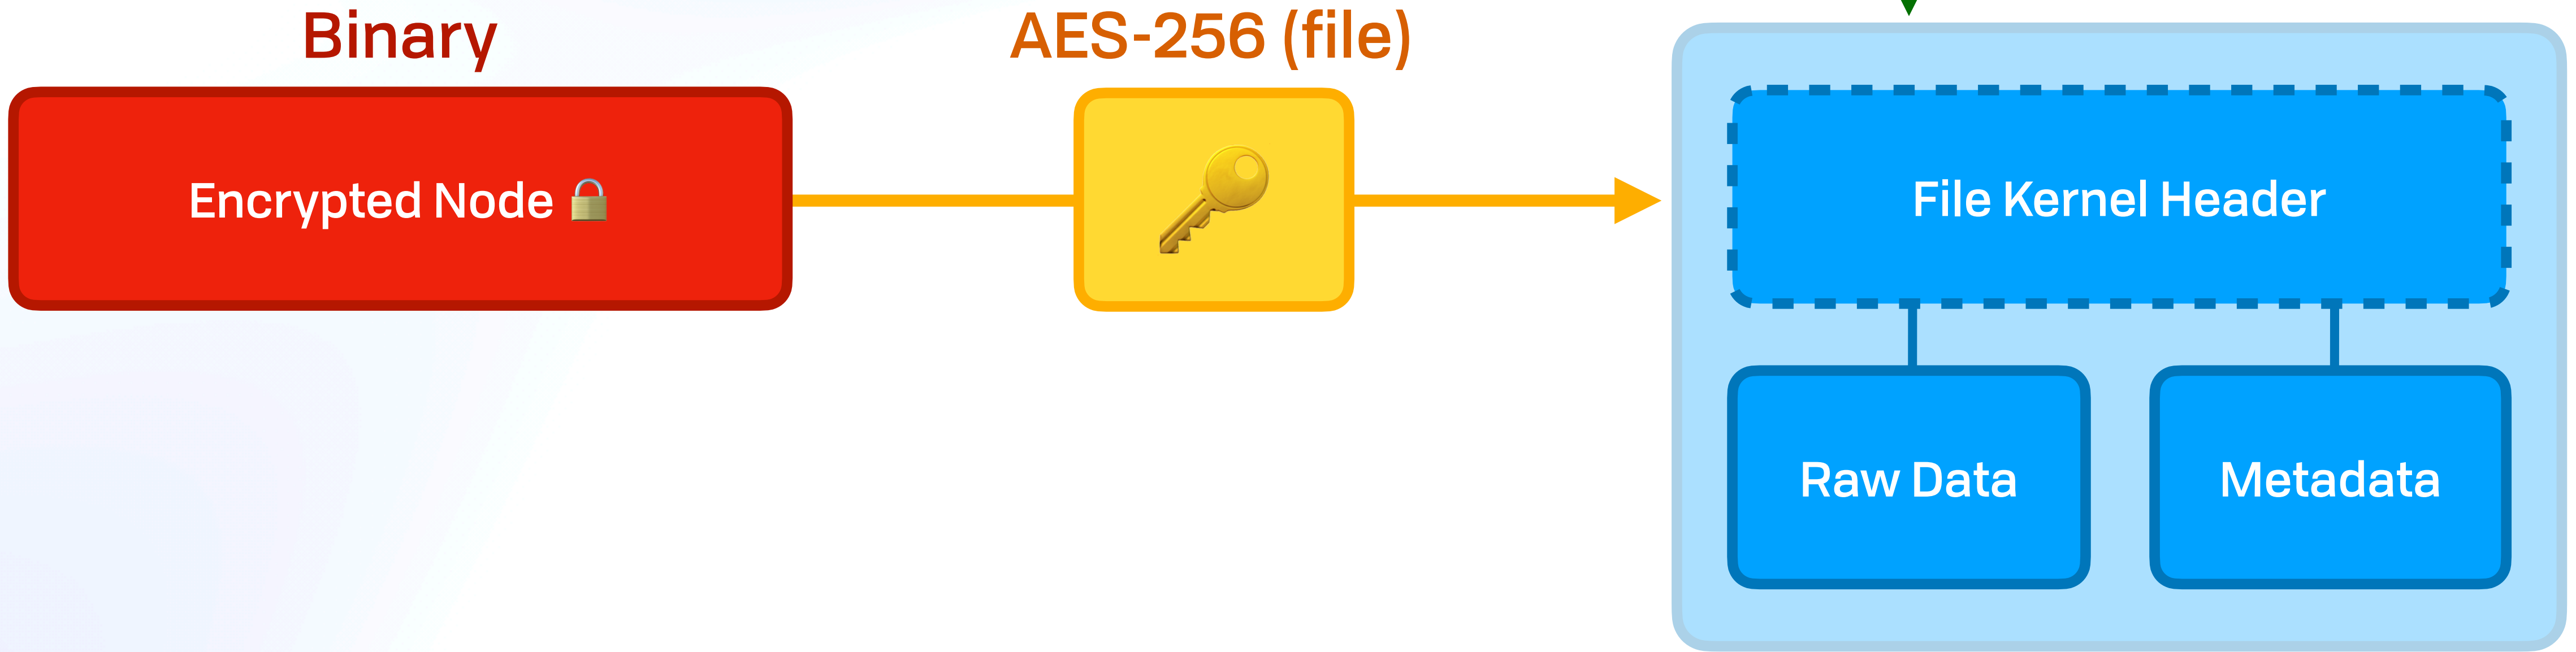 Binary
AES-256 (file)
Encrypted Node
File Kernel Header
Raw Data
Metadata